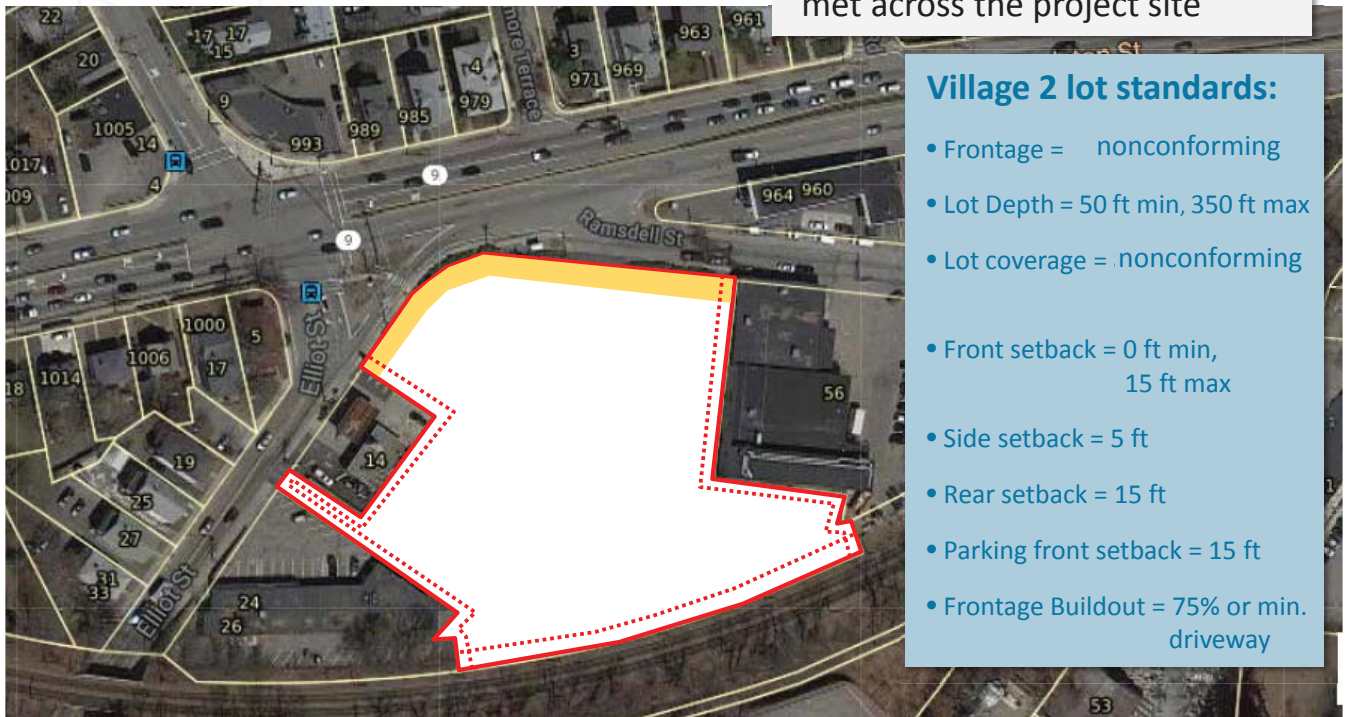 met across the project site
22
17 17
15
20
9
1005
14
4
1017
009
993
989
985
4
979
more Terrace
3
971
969
963
961
Rd
9
9
964 960
Ramsdell St
Elliot St
1000
5
1006
17
1014
18
19
25
27
31
33
14
56
24
26
Elliot St
53
1
Village 2 lot standards:
• Frontage = nonconforming
• Lot Depth = 50 ft min, 350 ft max
• Lot coverage = nonconforming
• Front setback = 0 ft min,
15 ft max
• Side setback = 5 ft
• Rear setback = 15 ft
• Parking front setback = 15 ft
• Frontage Buildout = 75% or min.
driveway